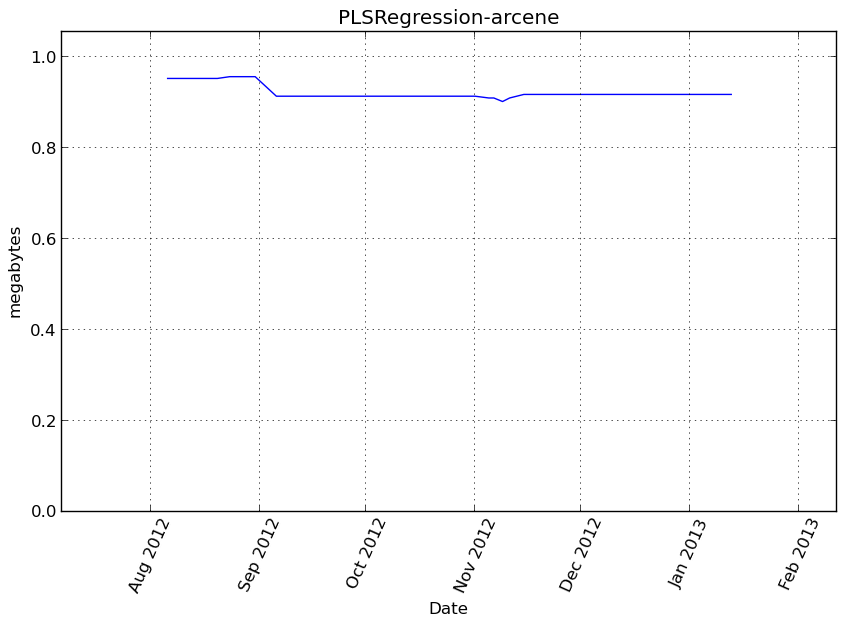 PLSRegression-arcene
1.0
0.8
0.6
0.4
0.2
0.0
megabytes
Aug 2012
Sep 2012
Oct 2012
Nov 2012
Dec 2012
Jan 2013
Feb 2013
Date